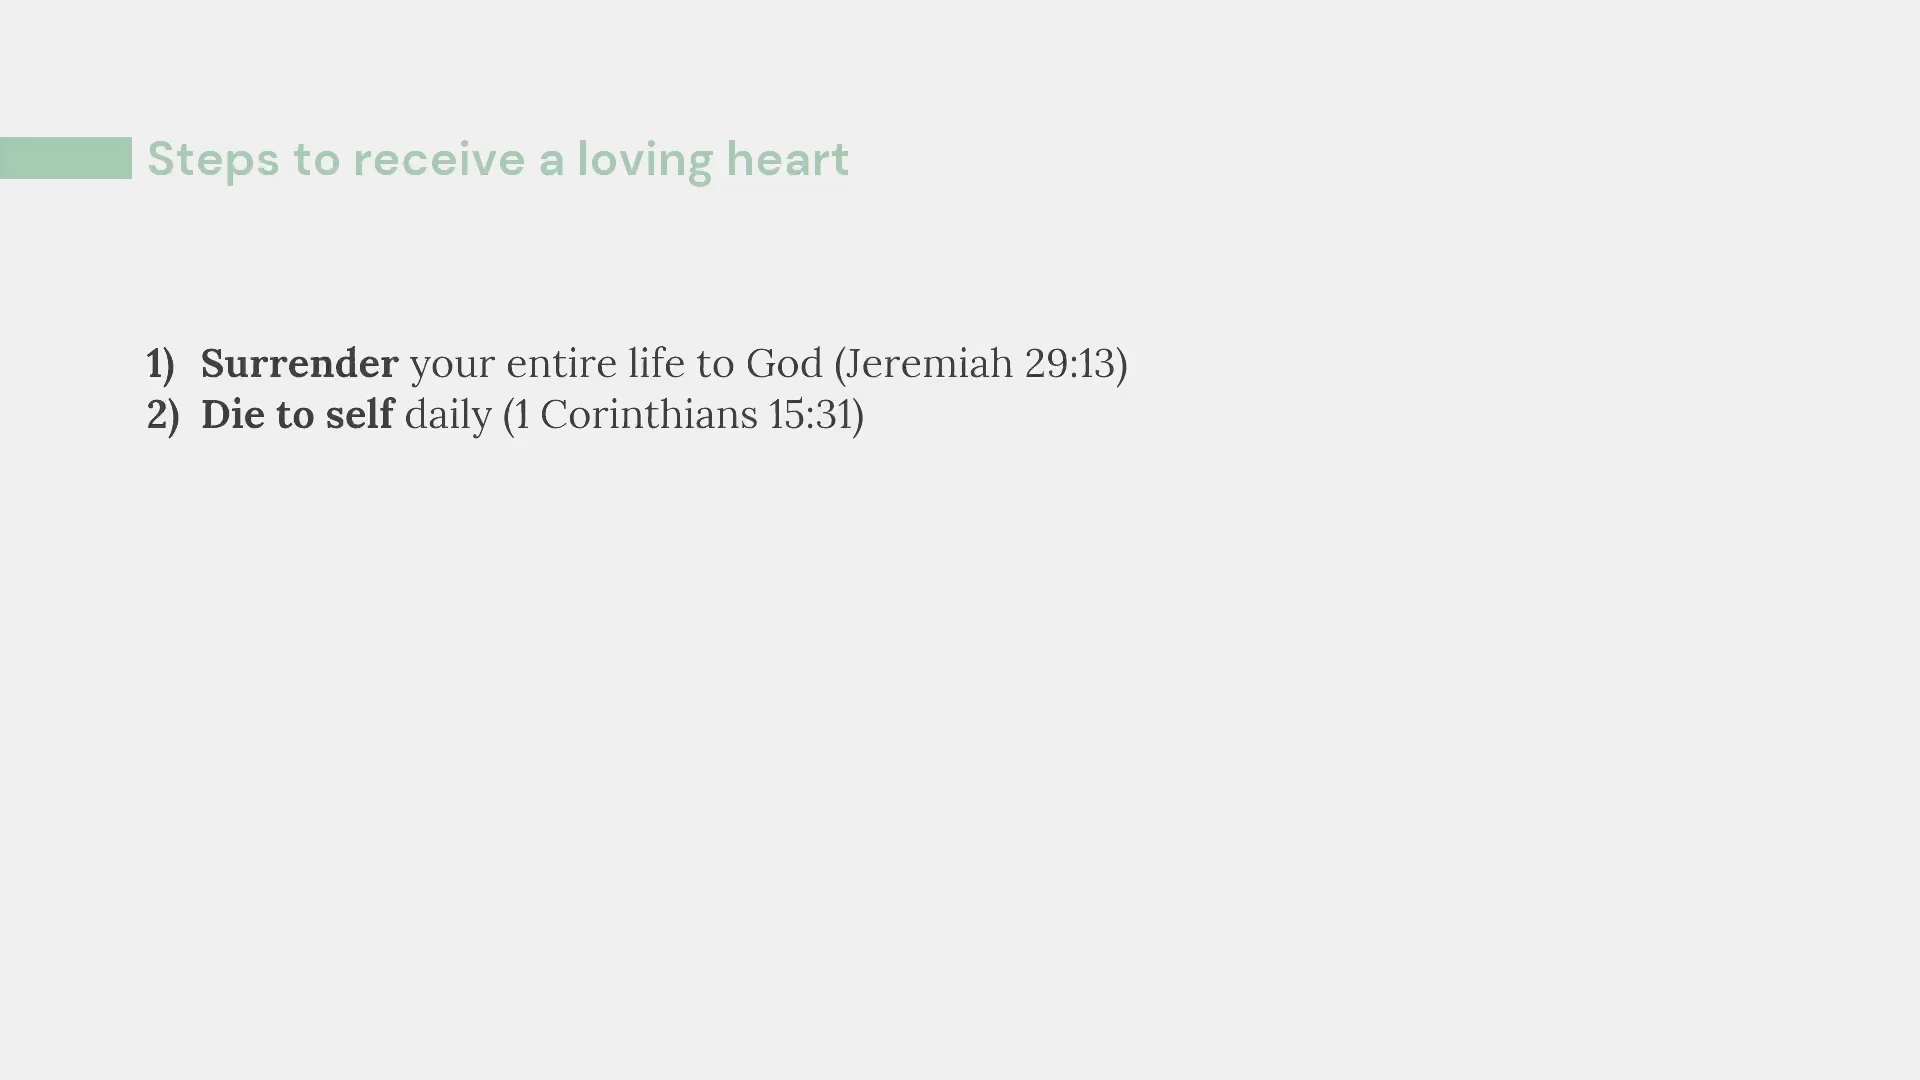 Steps to receive a loving heart
1) Surrender your entire life to God (Jeremiah 29:13)
2) Die to self daily (1 Corinthians 15:31)